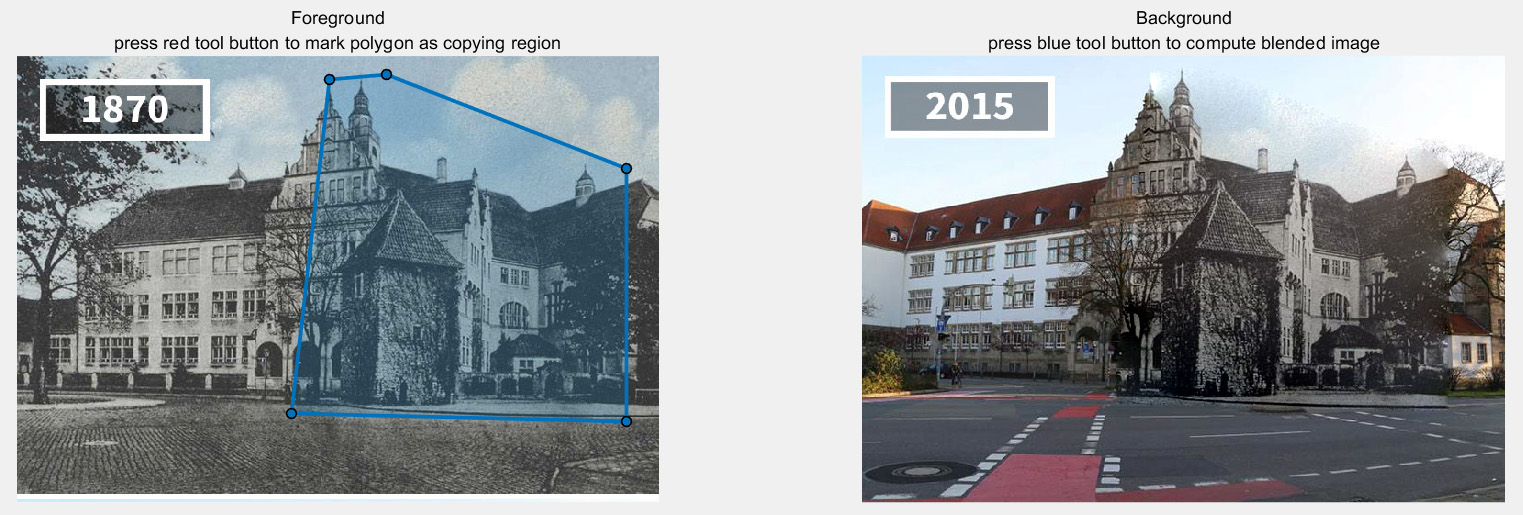 Foreground
press red tool button to mark polygon as copying region
1870
Background
press blue tool button to compute blended image
2015